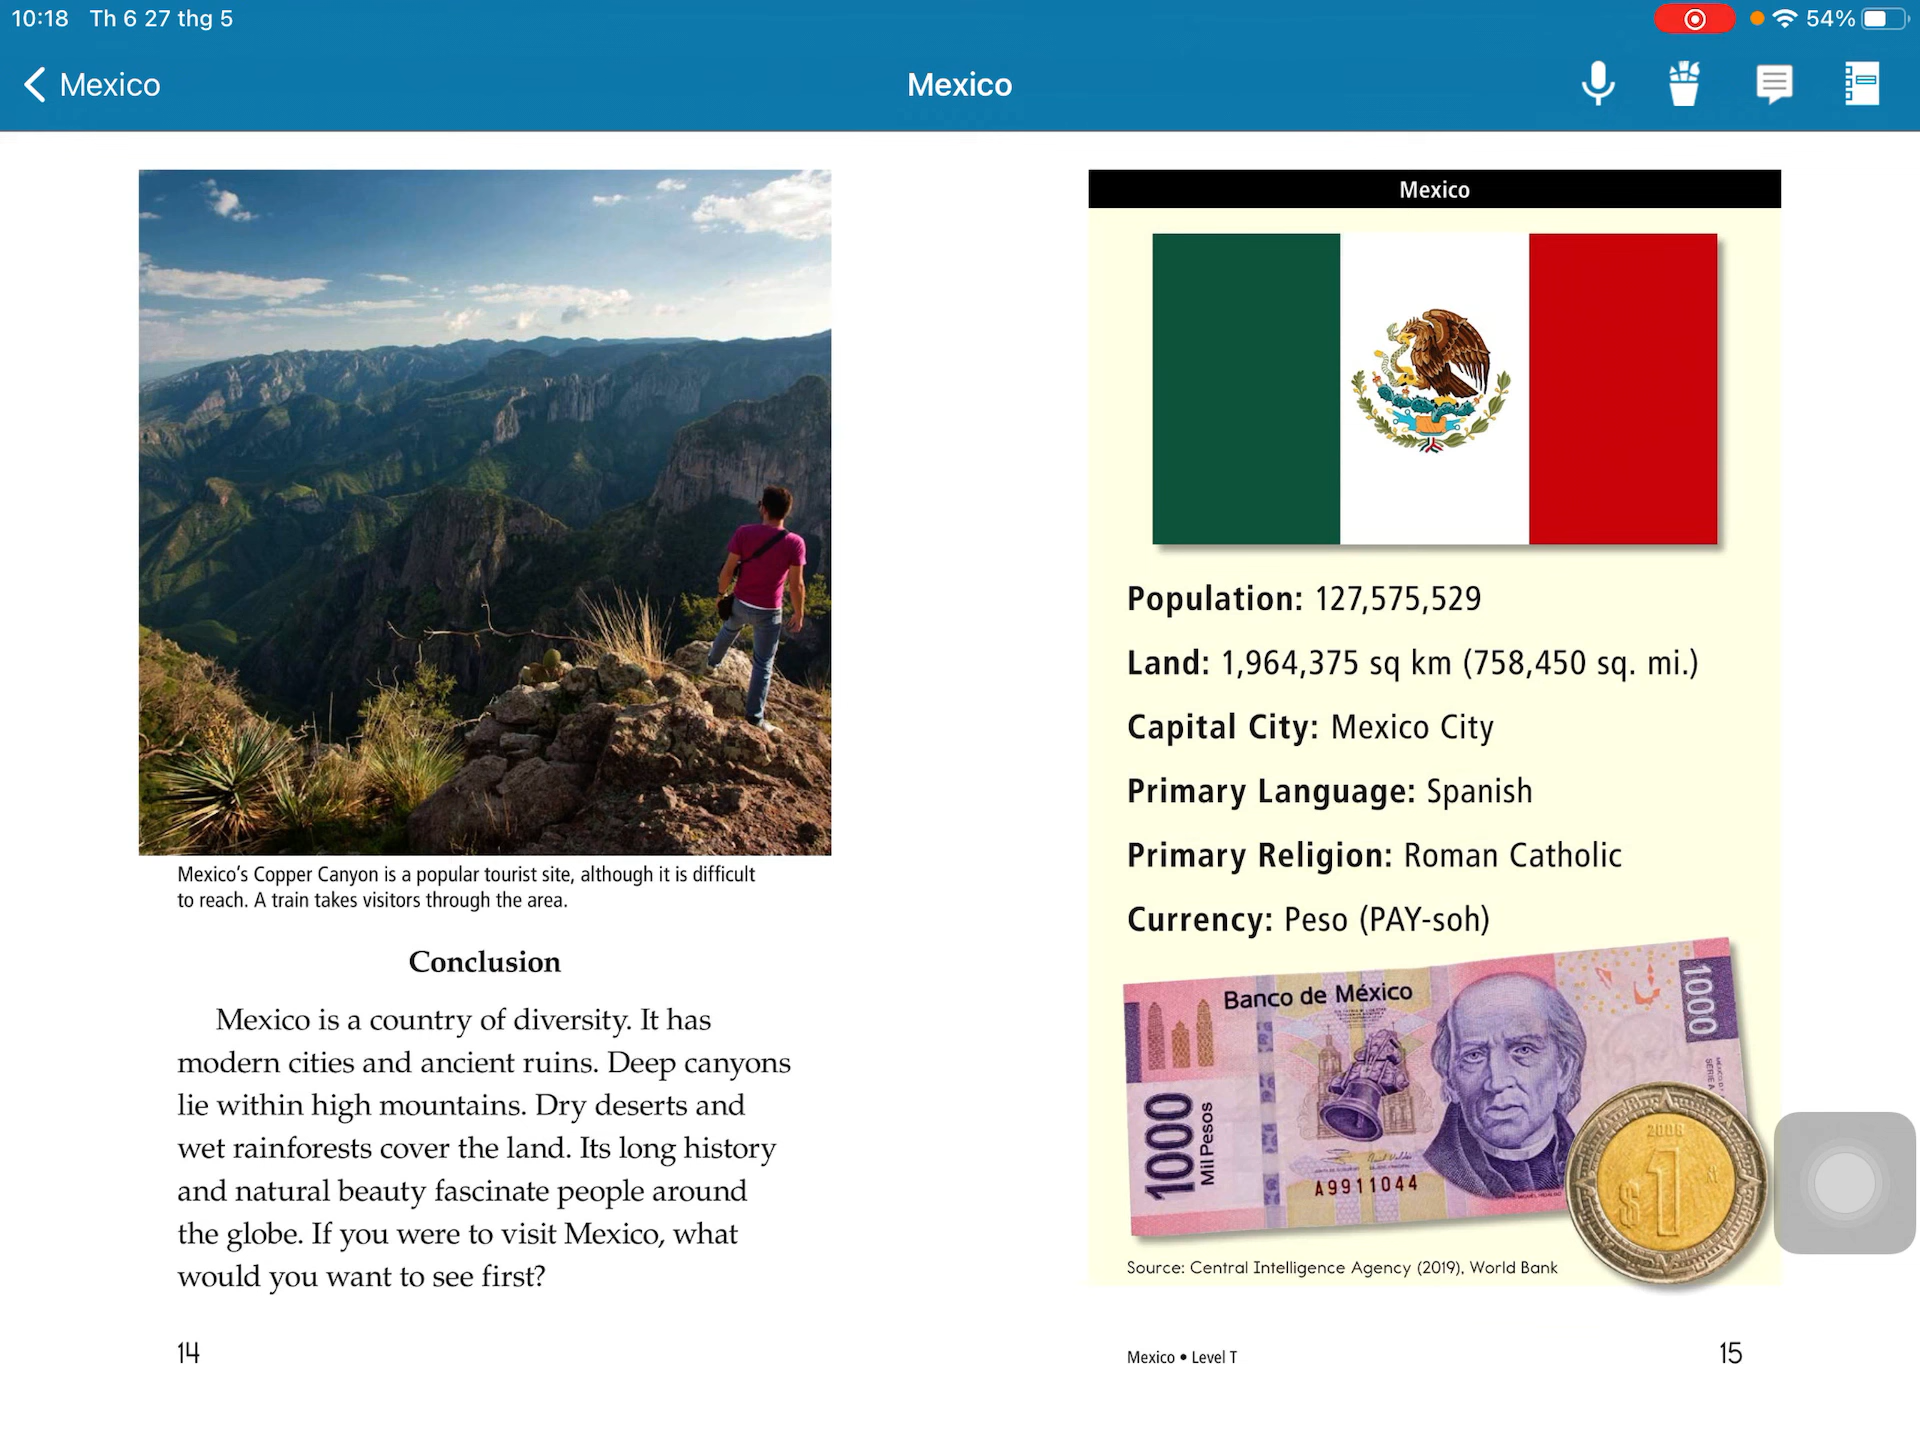 10:18 Th 6 27 thg 5
54%
Mexico
Mexico
Mexico's Copper Canyon is a popular tourist site, although it is difficult
to reach. A train takes visitors through the area.
Conclusion
Mexico is a country of diversity. It has
modern cities and ancient ruins. Deep canyons
lie within high mountains. Dry deserts and
wet rainforests cover the land. Its long history
and natural beauty fascinate people around
the globe. If you were to visit Mexico, what
would you want to see first?
14
Mexico
Population: 127,575,529
Land: 1,964,375 sq km (758,450 sq. mi.)
Capital City: Mexico City
Primary Language: Spanish
Primary Religion: Roman Catholic
Currency: Peso (PAY-soh)
Banco de México
1000
1000
Mil Pesos
A9911044
2008
$1
Source: Central Intelligence Agency (2019), World Bank
Mexico • Level T
15